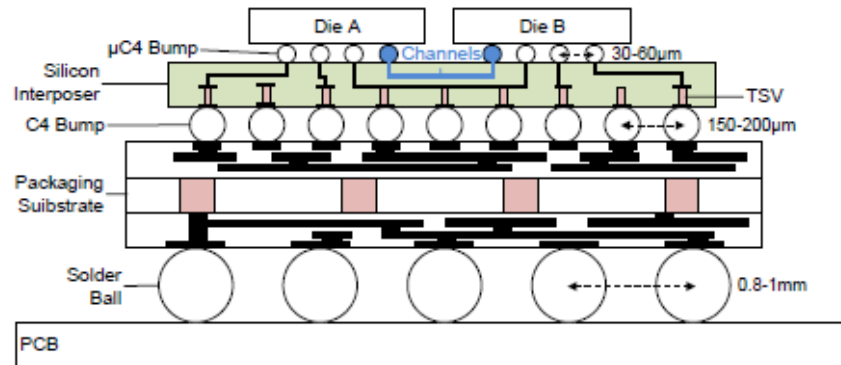 Die A
Die B
µC4 Bump
Channels
30-60µm
Silicon
Interposer
TSV
C4 Bump
150-200µm
Packaging
Suibstrate
Solder
Ball
0.8-1mm
PCB